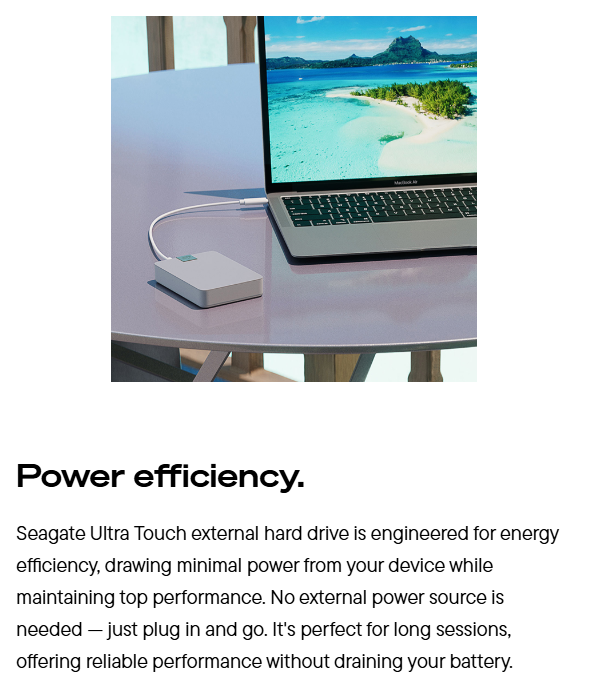 MacBook Air
Power efficiency.
Seagate Ultra Touch external hard drive is engineered for energy
efficiency, drawing minimal power from your device while
maintaining top performance. No external power source is
needed — just plug in and go. It's perfect for long sessions,
offering reliable performance without draining your battery.